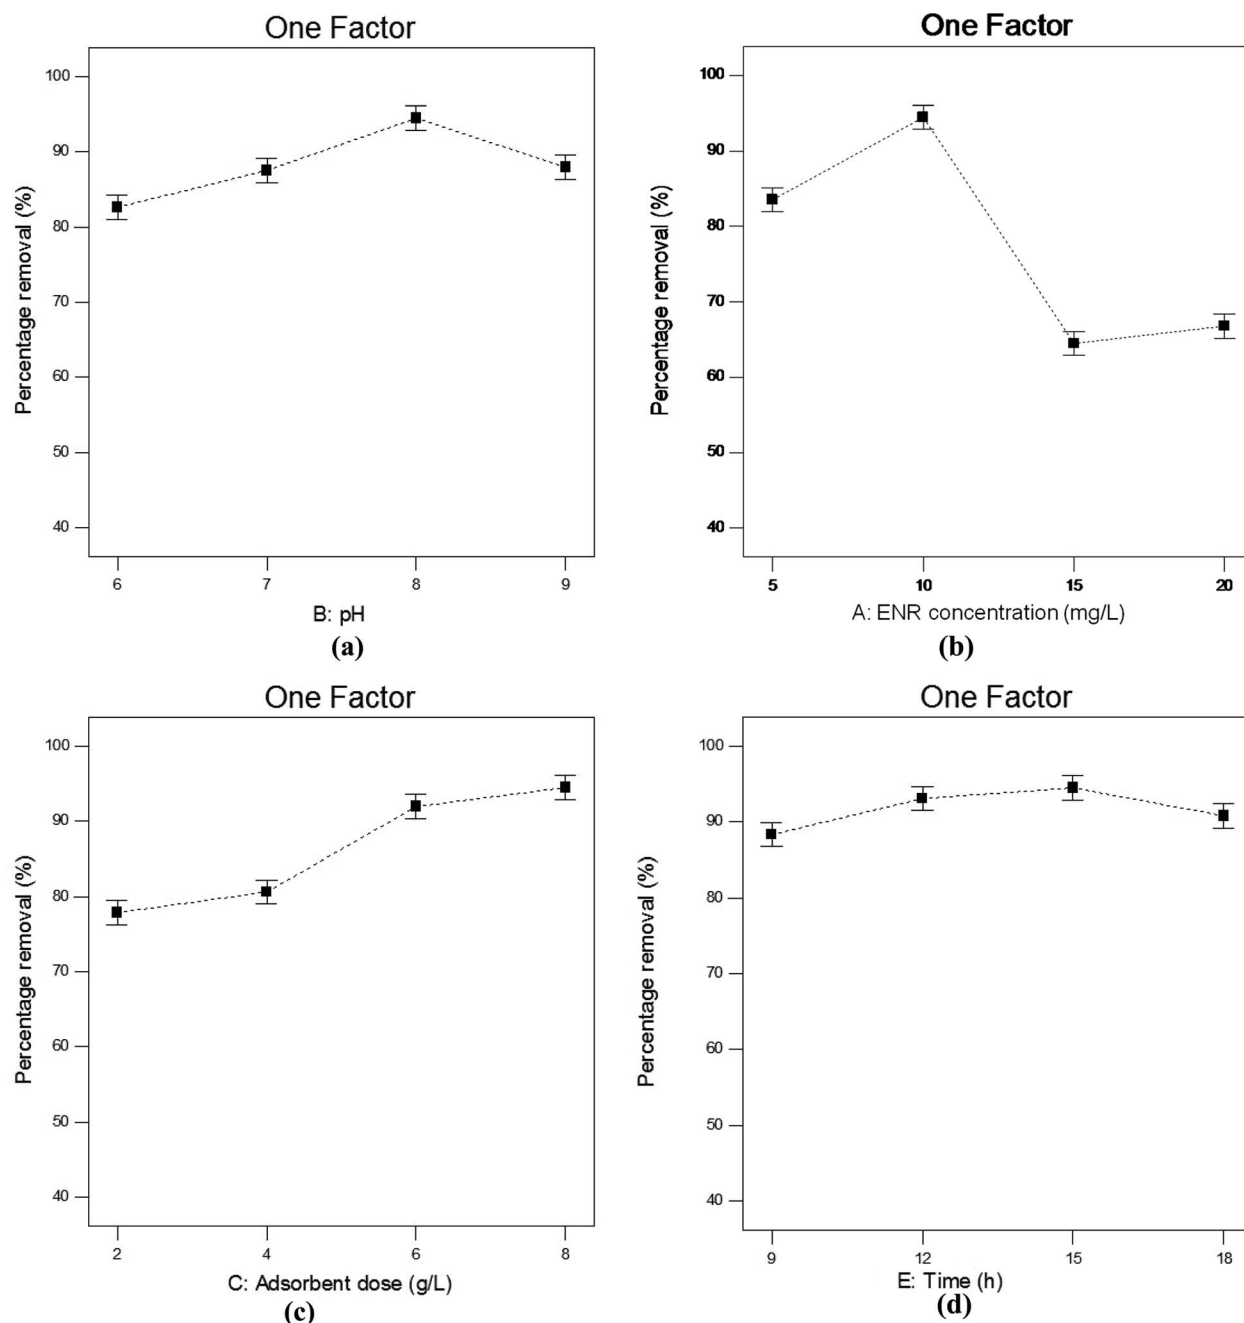 One Factor
Percentage removal (%)
100
90
80
70
60
50
40
6 7 8 9
B: pH
(a)
One Factor
Percentage removal (%)
100
90
80
70
60
50
40
5 10 15 20
A: ENR concentration (mg/L)
(b)
One Factor
Percentage removal (%)
100
90
80
70
60
50
40
2 4 6 8
C: Adsorbent dose (g/L)
(c)
One Factor
Percentage removal (%)
100
90
80
70
60
50
40
9 12 15 18
E: Time (h)
(d)